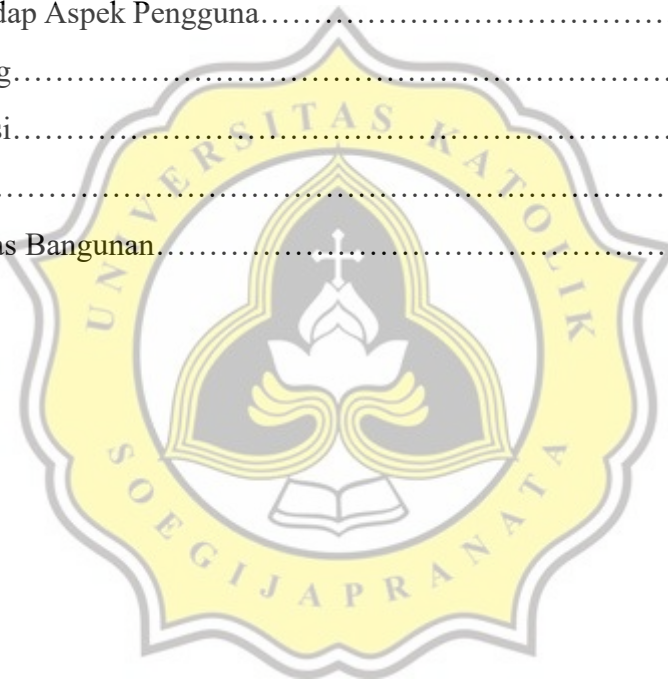 dap Aspek Pengguna……………………………………
g……………………………………………………………
si……………………………………………………………
……………………………………………………………
as Bangunan………………………………………………
UNIVERSITAS KATOLIK
SOEGIJAPRANATA